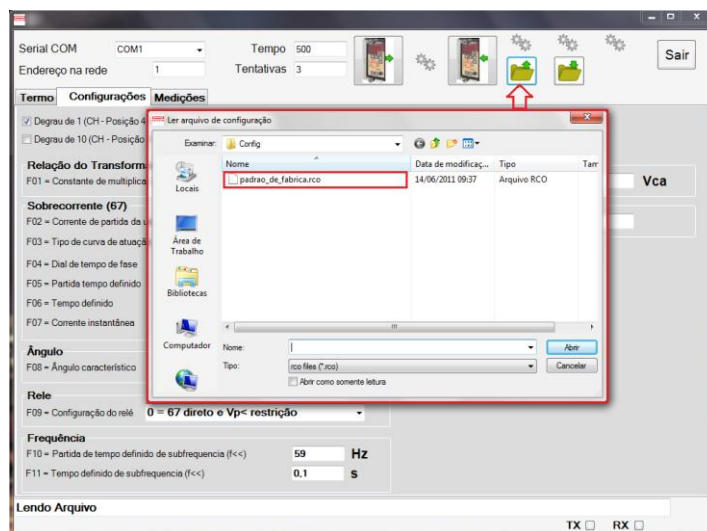 Serial COM COM1 Tempo 500
Endereço na rede 1 Tentativas 3
Sair
Termo Configurações Medições
Degrau de 1 (CH - Posição 4
Degrau de 10 (CH - Posição
Relação do Transforma
F01 = Constante de multiplica
Vca
Sobrecorrente (67)
F02 = Corrente de partida da u
F03 = Tipo de curva de atuaçã
F04 = Dial de tempo de fase
F05 = Partida tempo definido
F06 = Tempo definido
F07 = Corrente instantânea
Ângulo
F08 = Ângulo característico
Rele
F09 = Configuração do relé 0 = 67 direto e Vp< restrição
Frequência
F10 = Partida de tempo definido de subfrequencia (f<<) 59 Hz
F11 = Tempo definido de subfrequencia (f<<) 0,1 s
Lendo Arquivo
TX RX
Ler arquivo de configuração
Examinar: Config
Nome Data de modificaç... Tipo Tam
padrao_de_fabrica.rco 14/06/2011 09:37 Arquivo RCO
Locais
Área de
Trabalho
Bibliotecas
Computador
Nome: Abrir
Tipo: rco files (*.rco) Cancelar
Abrir como somente leitura